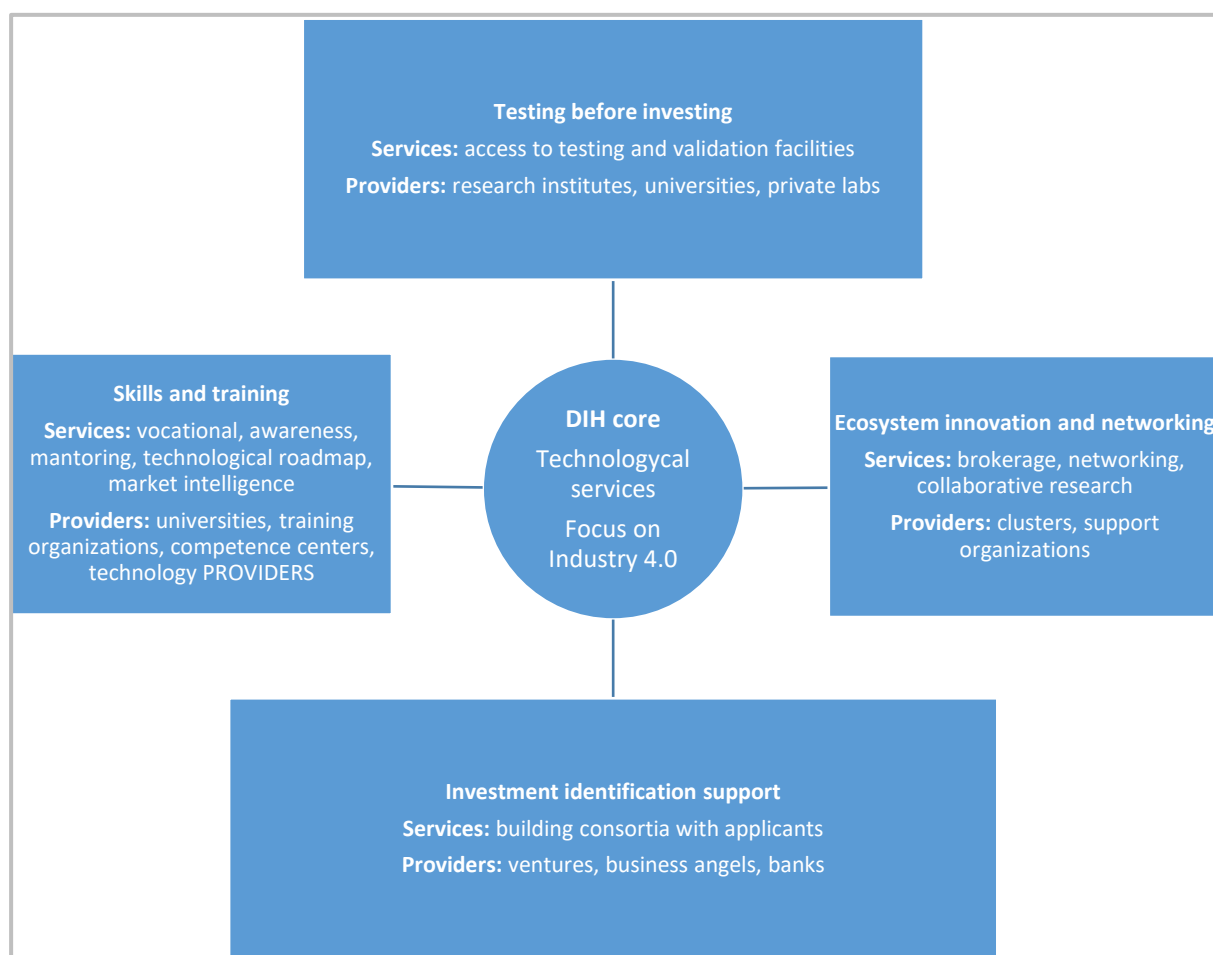 Testing before investing
Services: access to testing and validation facilities
Providers: research institutes, universities, private labs
Skills and training
Services: vocational, awareness,
mantoring, technological roadmap,
market intelligence
Providers: universities, training
organizations, competence centers,
technology PROVIDERS
DIH core
Technologycal
services
Focus on
Industry 4.0
Ecosystem innovation and networking
Services: brokerage, networking,
collaborative research
Providers: clusters, support
organizations
Investment identification support
Services: building consortia with applicants
Providers: ventures, business angels, banks